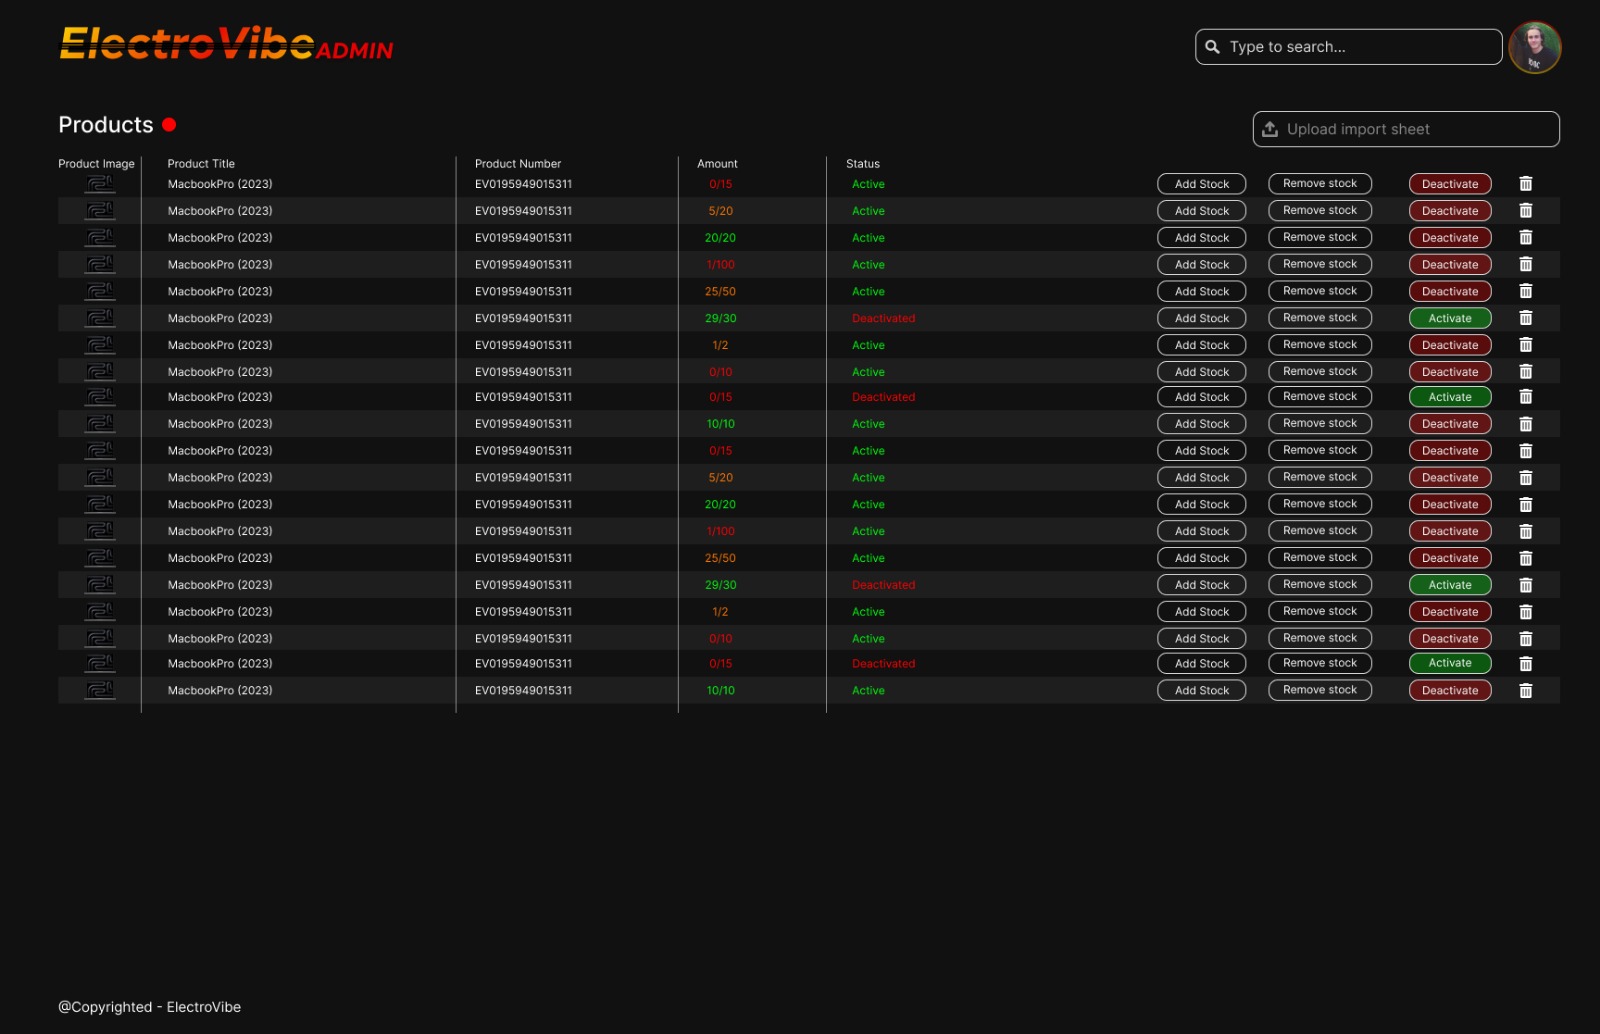 ElectroVibe ADMIN
Type to search...
Products
Upload import sheet
Product Image Product Title Product Number Amount Status
MacbookPro (2023) EV0195949015311 0/15 Active Add Stock Remove stock Deactivate
MacbookPro (2023) EV0195949015311 5/20 Active Add Stock Remove stock Deactivate
MacbookPro (2023) EV0195949015311 20/20 Active Add Stock Remove stock Deactivate
MacbookPro (2023) EV0195949015311 1/100 Active Add Stock Remove stock Deactivate
MacbookPro (2023) EV0195949015311 25/50 Active Add Stock Remove stock Deactivate
MacbookPro (2023) EV0195949015311 29/30 Deactivated Add Stock Remove stock Activate
MacbookPro (2023) EV0195949015311 1/2 Active Add Stock Remove stock Deactivate
MacbookPro (2023) EV0195949015311 0/10 Active Add Stock Remove stock Deactivate
MacbookPro (2023) EV0195949015311 0/15 Deactivated Add Stock Remove stock Activate
MacbookPro (2023) EV0195949015311 10/10 Active Add Stock Remove stock Deactivate
MacbookPro (2023) EV0195949015311 0/15 Active Add Stock Remove stock Deactivate
MacbookPro (2023) EV0195949015311 5/20 Active Add Stock Remove stock Deactivate
MacbookPro (2023) EV0195949015311 20/20 Active Add Stock Remove stock Deactivate
MacbookPro (2023) EV0195949015311 1/100 Active Add Stock Remove stock Deactivate
MacbookPro (2023) EV0195949015311 25/50 Active Add Stock Remove stock Deactivate
MacbookPro (2023) EV0195949015311 29/30 Deactivated Add Stock Remove stock Activate
MacbookPro (2023) EV0195949015311 1/2 Active Add Stock Remove stock Deactivate
MacbookPro (2023) EV0195949015311 0/10 Active Add Stock Remove stock Deactivate
MacbookPro (2023) EV0195949015311 0/15 Deactivated Add Stock Remove stock Activate
MacbookPro (2023) EV0195949015311 10/10 Active Add Stock Remove stock Deactivate
@Copyrighted - ElectroVibe